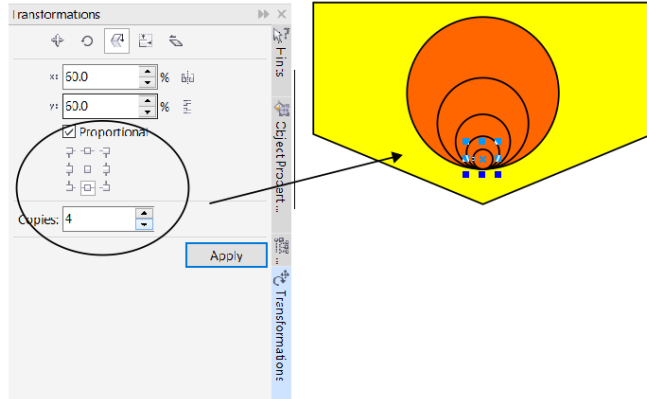 Transformations
x: 60.0 %
y: 60.0 %
Proportional
Copies: 4
Apply
Hints
Object Propert ...
Transformations